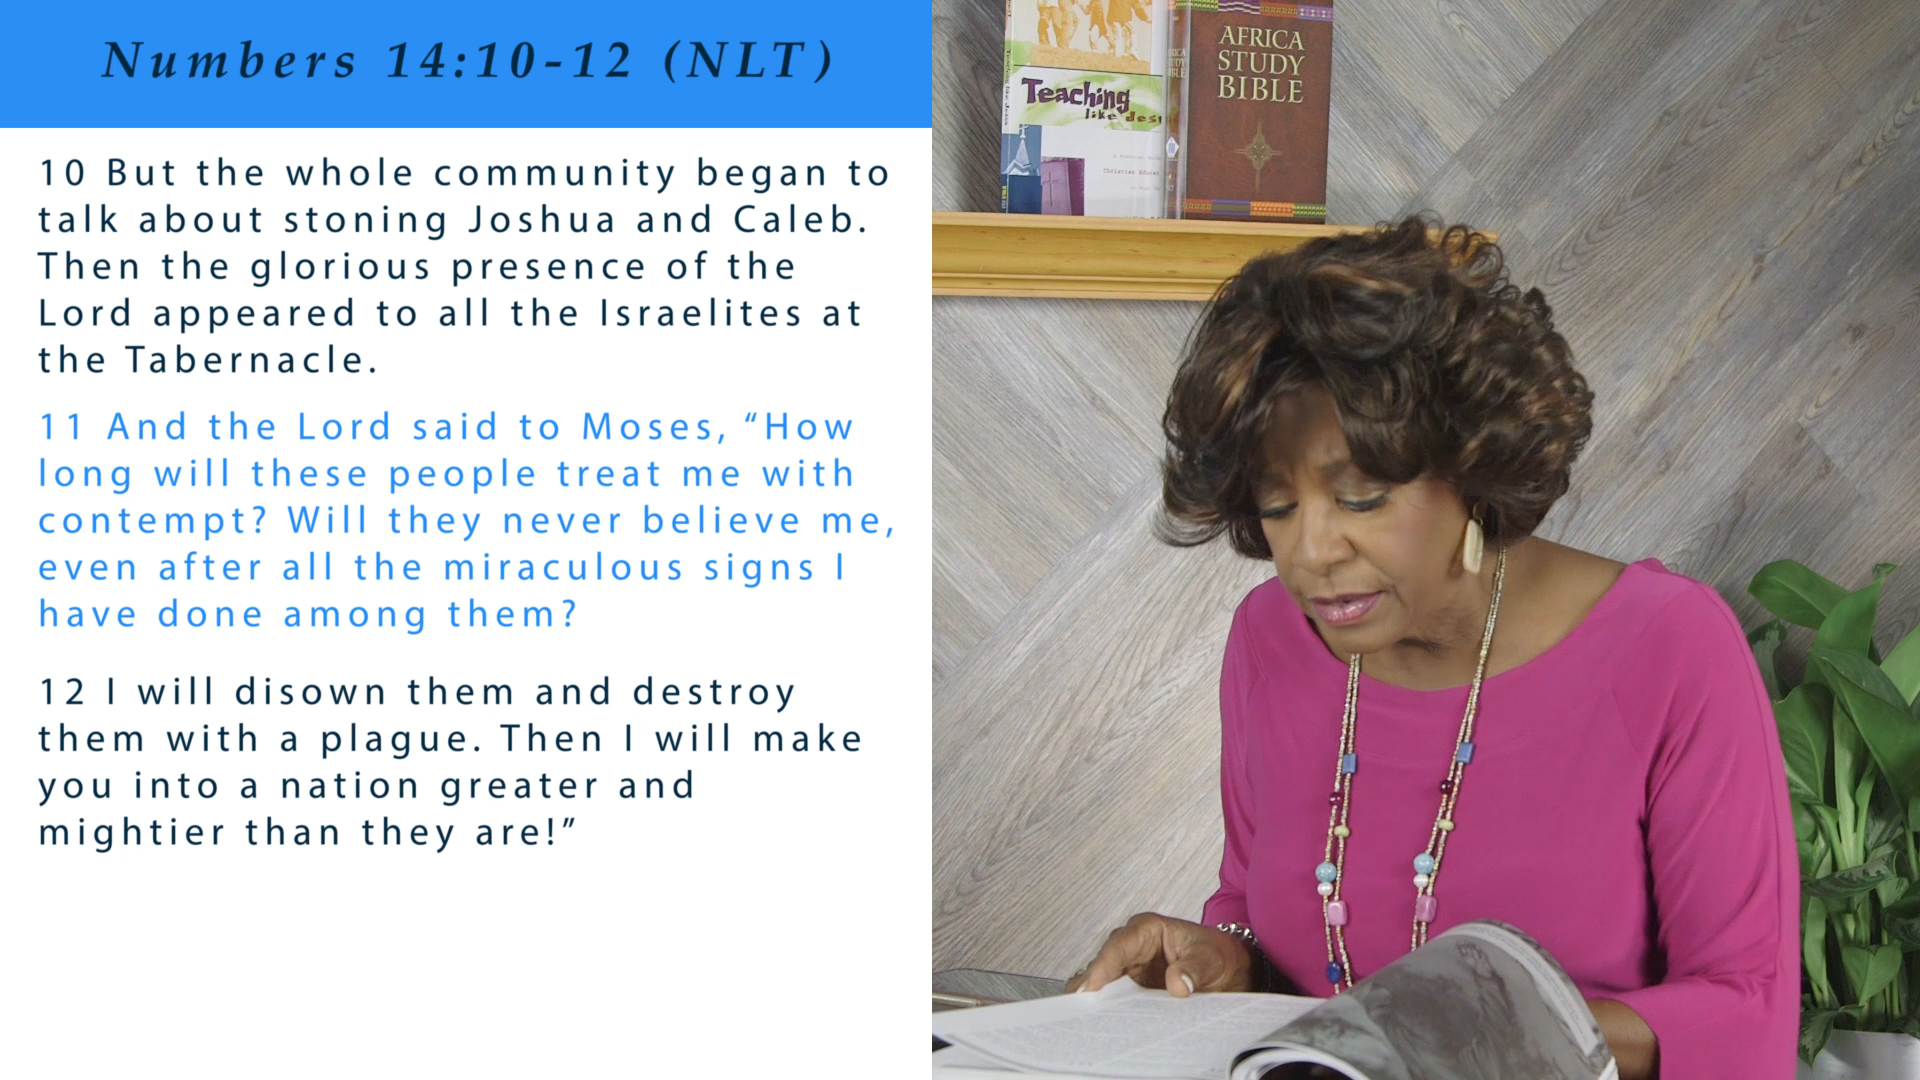 Numbers 14:10-12 (NLT)
10 But the whole community began to
talk about stoning Joshua and Caleb.
Then the glorious presence of the
Lord appeared to all the Israelites at
the Tabernacle.
11 And the Lord said to Moses, “How
long will these people treat me with
contempt? Will they never believe me,
even after all the miraculous signs I
have done among them?
12 I will disown them and destroy
them with a plague. Then I will make
you into a nation greater and
mightier than they are!”
Teaching
like
AFRICA
STUDY
BIBLE